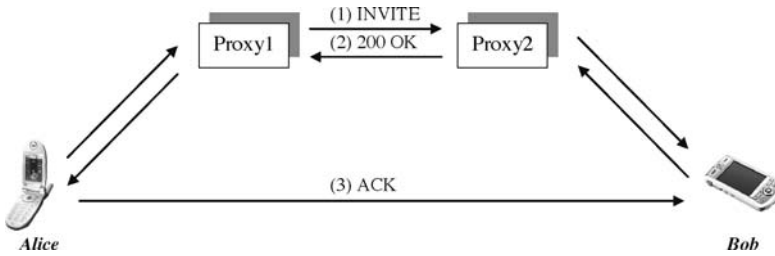 (1) INVITE
Proxy1
(2) 200 OK
Proxy2
(3) ACK
Alice
Bob